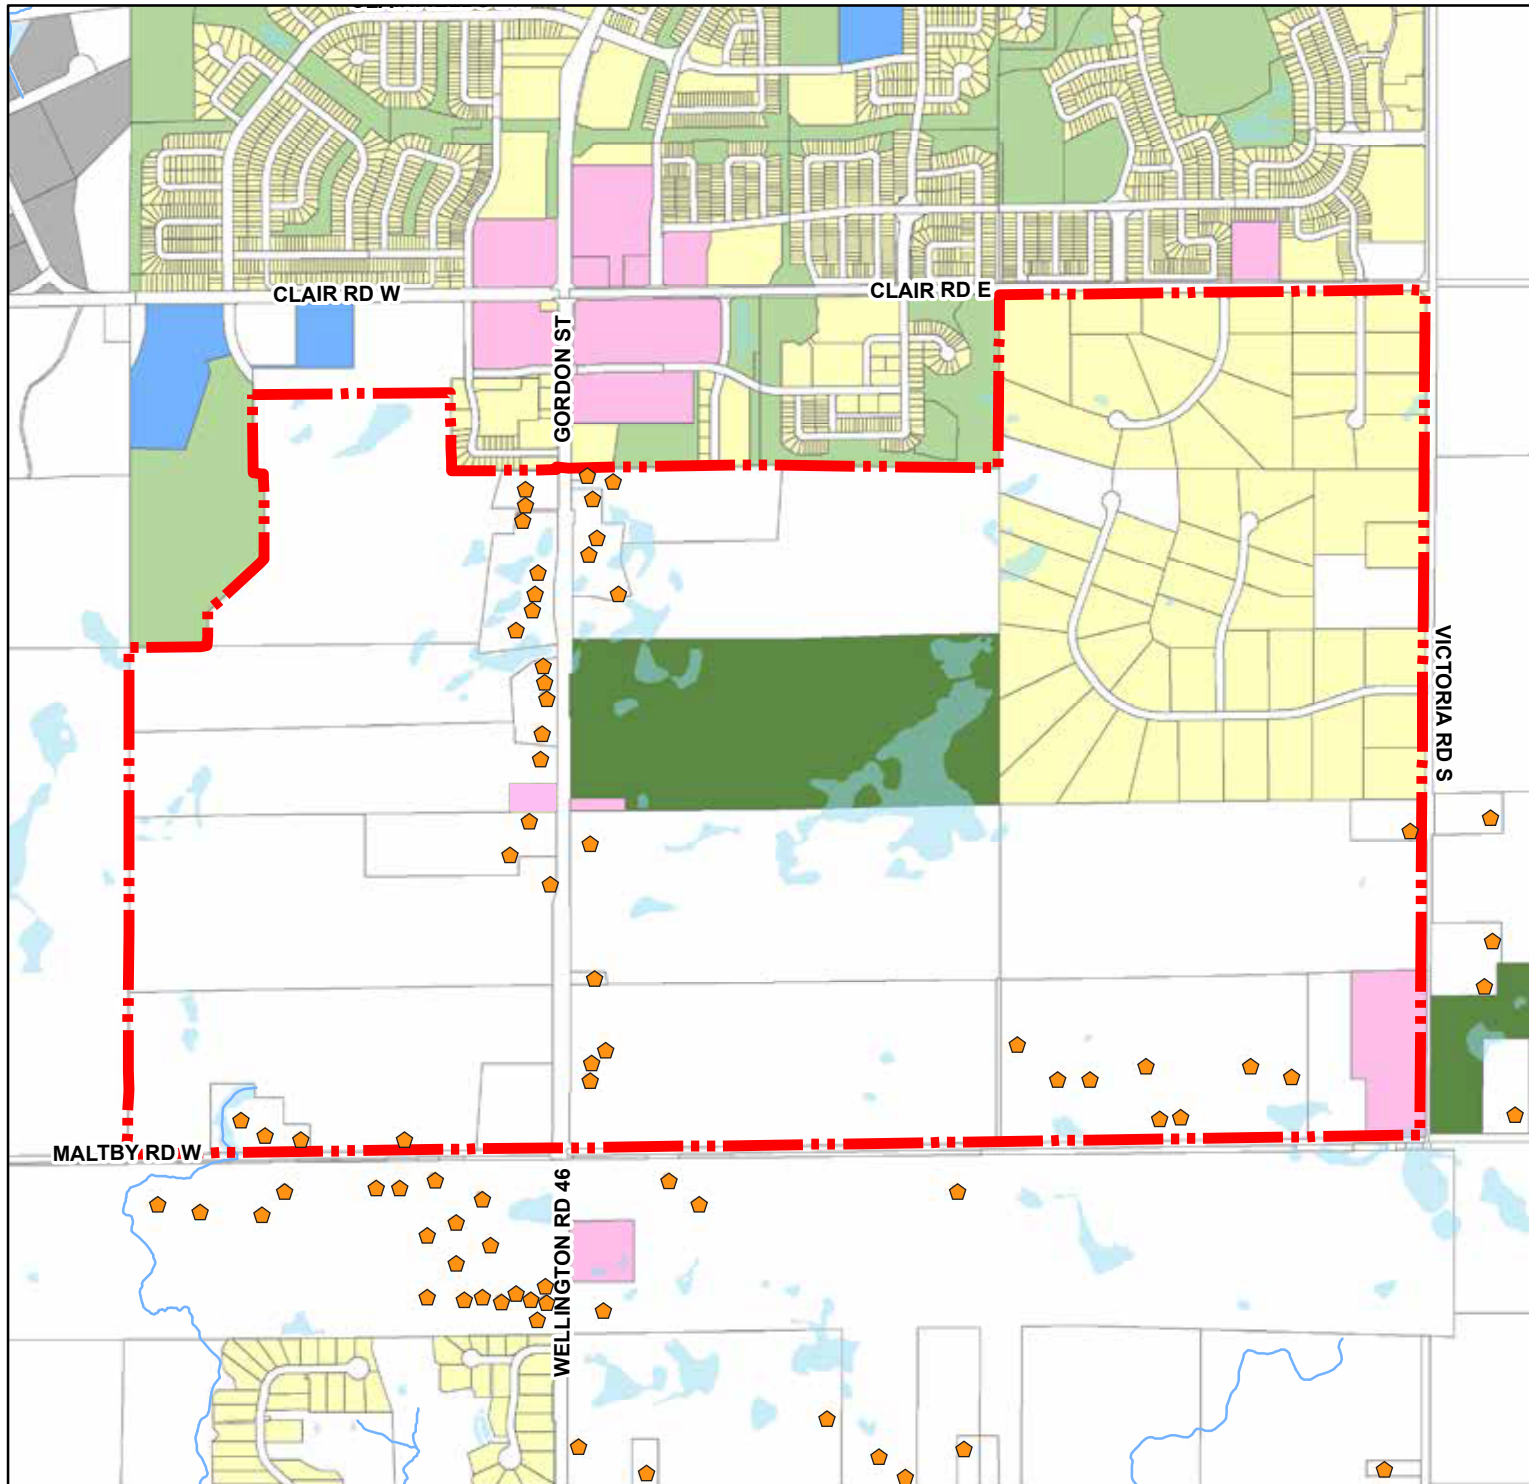 CLAIR RD W
CLAIR RD E
GORDON ST
VICTORIA RD S
MALTBY RD W
WELLINGTON RD 46